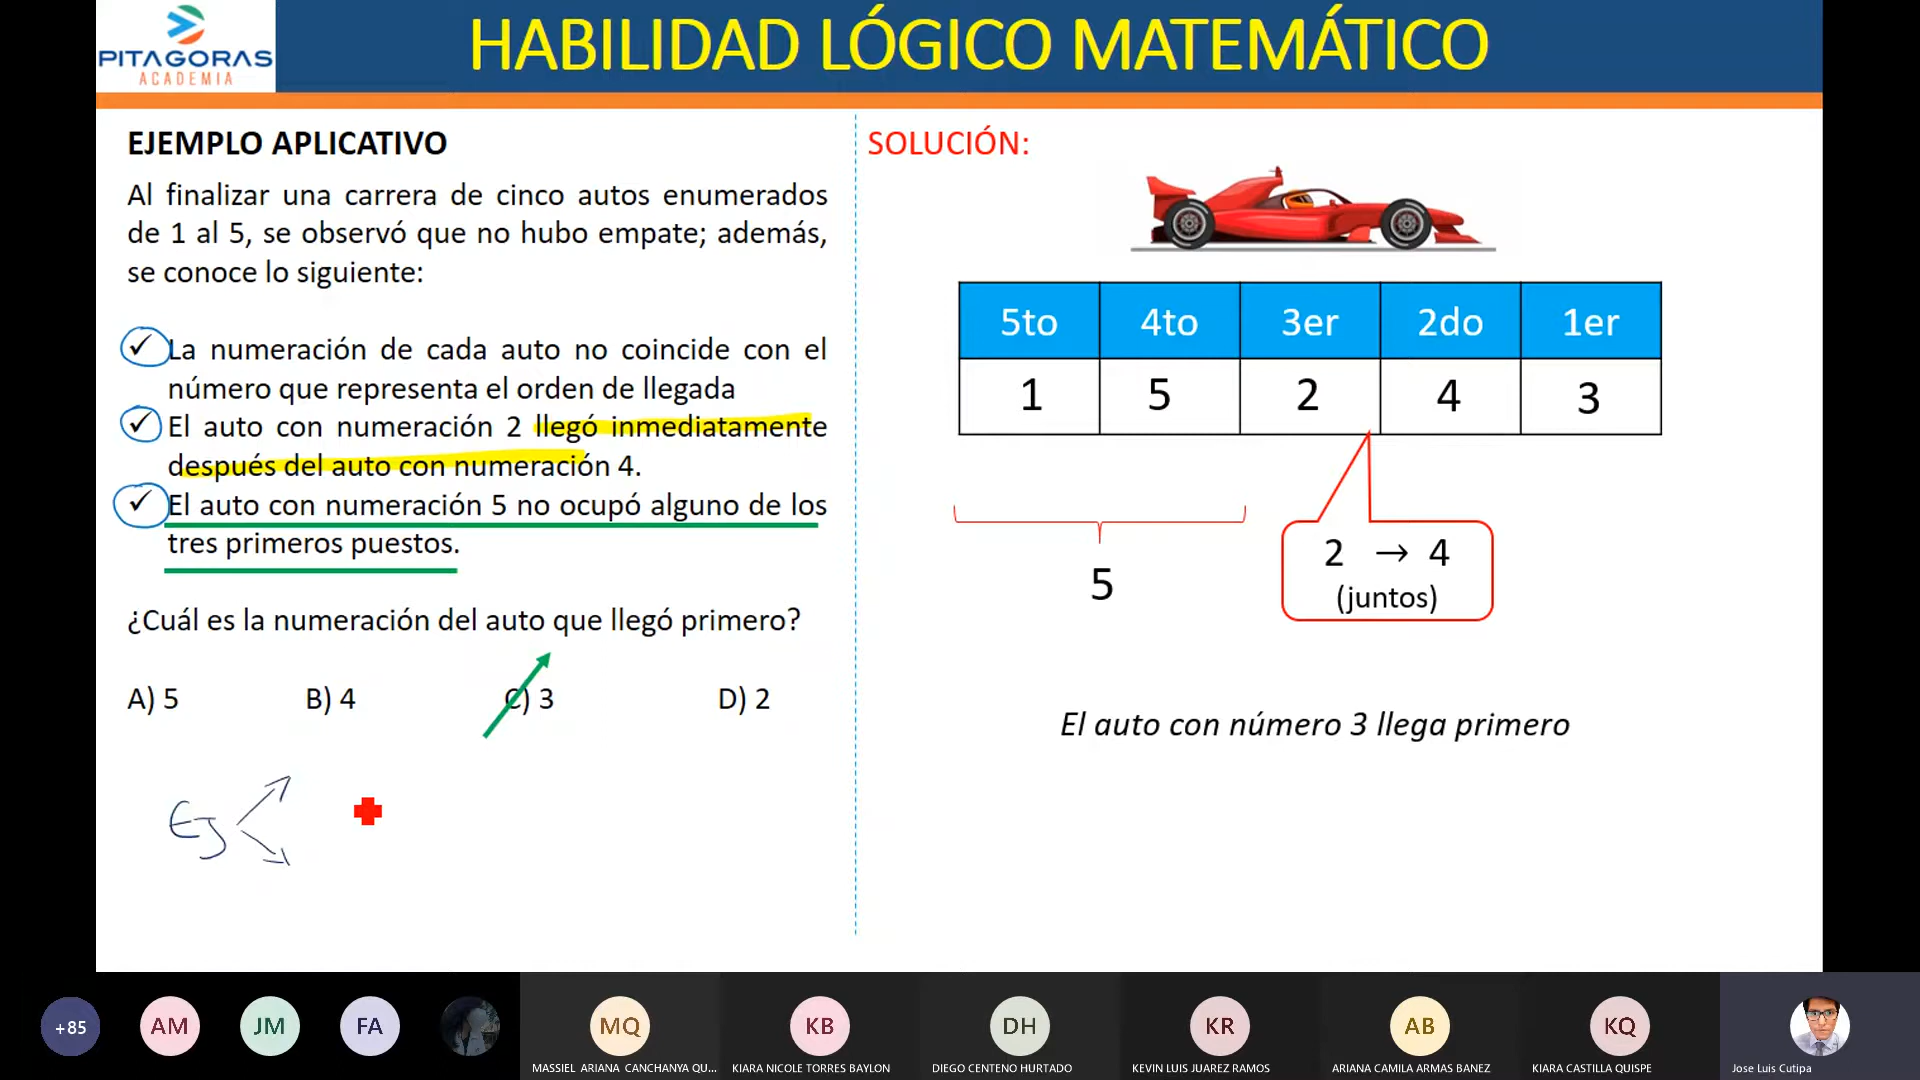 PITAGORAS
ACADEMIA
HABILIDAD LÓGICO MATEMÁTICO
EJEMPLO APLICATIVO
Al finalizar una carrera de cinco autos enumerados
de 1 al 5, se observó que no hubo empate; además,
se conoce lo siguiente:
✓ La numeración de cada auto no coincide con el
número que representa el orden de llegada
✓ El auto con numeración 2 llegó inmediatamente
después del auto con numeración 4.
✓ El auto con numeración 5 no ocupó alguno de los
tres primeros puestos.
¿Cuál es la numeración del auto que llegó primero?
A) 5 B) 4 C) 3 D) 2
EJ
SOLUCIÓN:
5to 4to 3er 2do 1er
1 5 2 4 3
5
2 → 4
(juntos)
El auto con número 3 llega primero
+85
AM
JM
FA
MQ
MASSIEL ARIANA CANCHANYA QU...
KB
KIARA NICOLE TORRES BAYLON
DH
DIEGO CENTENO HURTADO
KR
KEVIN LUIS JUAREZ RAMOS
AB
ARIANA CAMILA ARMAS BANEZ
KQ
KIARA CASTILLA QUISPE
Jose Luis Cutipa